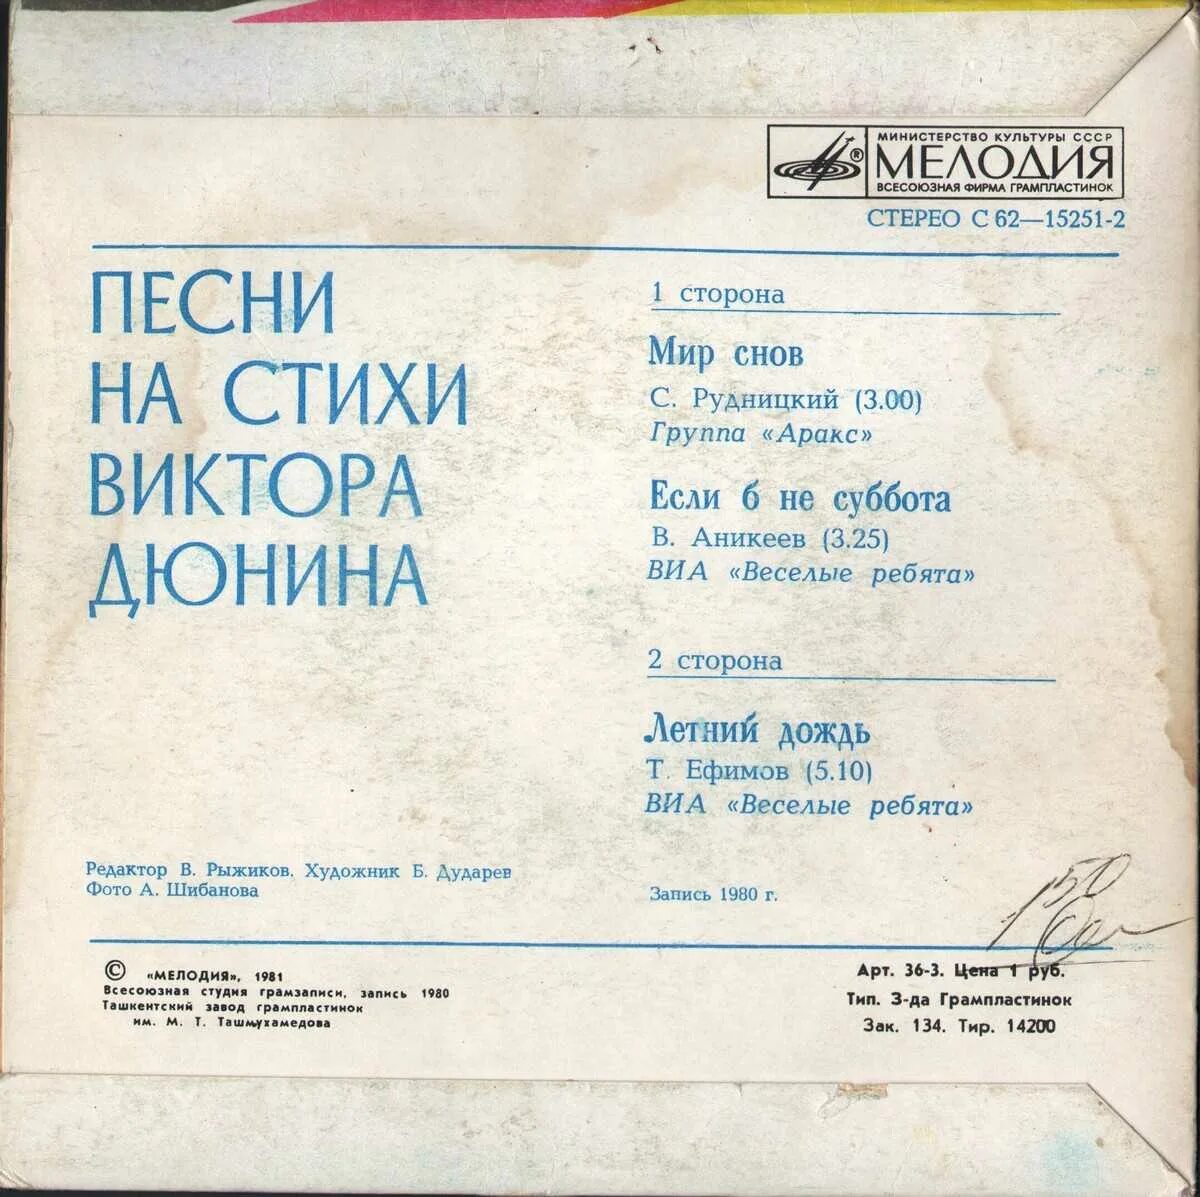 МИНИСТЕРСТВО КУЛЬТУРЫ СССР
®
МЕЛОДИЯ
ВСЕСОЮЗНАЯ ФИРМА ГРАМПЛАСТИНОК
СТЕРЕО С 62—15251-2
ПЕСНИ
НА СТИХИ
ВИКТОРА
ДЮНИНА
1 сторона
Мир снов
С. Рудницкий (3.00)
Группа «Аракс»
Если б не суббота
В. Аникеев (3.25)
ВИА «Веселые ребята»
2 сторона
Летний дождь
Т. Ефимов (5.10)
ВИА «Веселые ребята»
Редактор В. Рыжиков. Художник Б. Дударев
Фото А. Шибанова
Запись 1980 г.
150
© «МЕЛОДИЯ», 1981
Всесоюзная студия грамзаписи, запись 1980
Ташкентский завод грампластинок
им. М. Т. Ташмухамедова
Арт. 36-3. Цена 1 руб.
Тип. З-да Грампластинок
Зак. 134. Тир. 14200